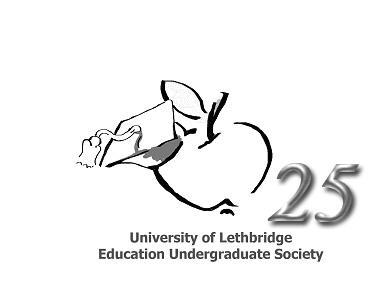 25
University of Lethbridge
Education Undergraduate Society